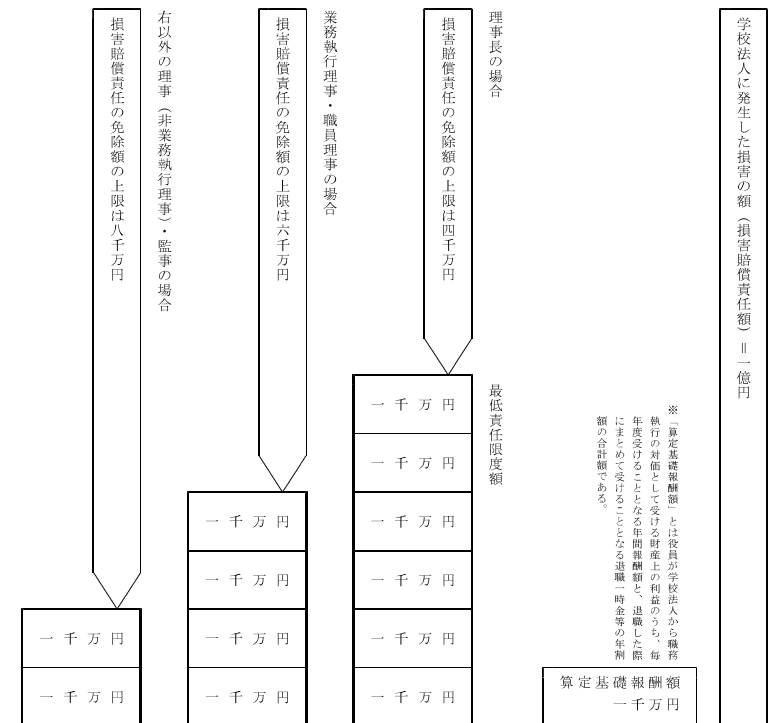 学校法人に発生した損害の額（損害賠償責任額）＝一億円
※「算定基礎報酬額」とは役員が学校法人から職務
執行の対価として受ける財産上の利益のうち、毎
年度受けることとなる年間報酬額と、退職した際
にまとめて受けることとなる退職一時金等の年割
額の合計額である。
算定基礎報酬額
一千万円
理事長の場合
損害賠償責任の免除額の上限は四千万円
最低責任限度額
一千万円
一千万円
一千万円
一千万円
一千万円
一千万円
業務執行理事・職員理事の場合
損害賠償責任の免除額の上限は六千万円
一千万円
一千万円
一千万円
一千万円
右以外の理事（非業務執行理事）・監事の場合
損害賠償責任の免除額の上限は八千万円
一千万円
一千万円